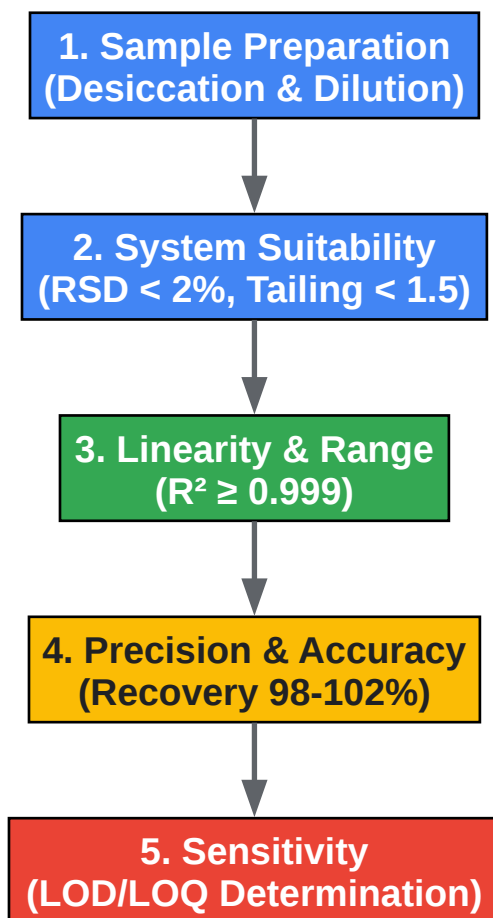 1. Sample Preparation
(Desiccation & Dilution)
2. System Suitability
(RSD < 2%, Tailing < 1.5)
3. Linearity & Range
(R² ≥ 0.999)
4. Precision & Accuracy
(Recovery 98-102%)
5. Sensitivity
(LOD/LOQ Determination)